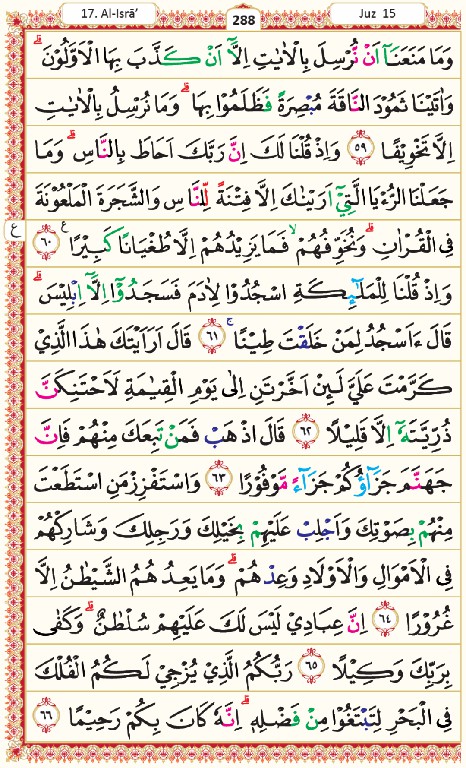 17. Al-Isrā’
288
Juz 15
وَمَا مَنَعَنَآ اَنْ نُّرْسِلَ بِالْاٰيٰتِ اِلَّآ اَنْ كَذَّبَ بِهَا الْاَوَّلُوْنَۗ
وَاٰتَيْنَا ثَمُوْدَ النَّاقَةَ مُبْصِرَةً فَظَلَمُوْا بِهَاۗ وَمَا نُرْسِلُ بِالْاٰيٰتِ
اِلَّا تَخْوِيْفًا ٥٩ وَاِذْ قُلْنَا لَكَ اِنَّ رَبَّكَ اَحَاطَ بِالنَّاسِۗ وَمَا
جَعَلْنَا الرُّءْيَا الَّتِيْٓ اَرَيْنٰكَ اِلَّا فِتْنَةً لِّلنَّاسِ وَالشَّجَرَةَ الْمَلْعُوْنَةَ
فِى الْقُرْاٰنِۗ وَنُخَوِّفُهُمْۙ فَمَا يَزِيْدُهُمْ اِلَّا طُغْيَانًا كَبِيْرًا ࣖ ٦٠
ع
وَاِذْ قُلْنَا لِلْمَلٰۤىِٕكَةِ اسْجُدُوْا لِاٰدَمَ فَسَجَدُوْٓا اِلَّآ اِبْلِيْسَۗ
قَالَ ءَاَسْجُدُ لِمَنْ خَلَقْتَ طِيْنًاۚ ٦١ قَالَ اَرَاَيْتَكَ هٰذَا الَّذِيْ
كَرَّمْتَ عَلَيَّ لَىِٕنْ اَخَّرْتَنِ اِلٰى يَوْمِ الْقِيٰمَةِ لَاَحْتَنِكَنَّ
ذُرِّيَّتَهٗٓ اِلَّا قَلِيْلًا ٦٢ قَالَ اذْهَبْ فَمَنْ تَبِعَكَ مِنْهُمْ فَاِنَّ
جَهَنَّمَ جَزَاۤؤُكُمْ جَزَاۤءً مَّوْفُوْرًا ٦٣ وَاسْتَفْزِزْ مَنِ اسْتَطَعْتَ
مِنْهُمْ بِصَوْتِكَ وَاَجْلِبْ عَلَيْهِمْ بِخَيْلِكَ وَرَجِلِكَ وَشَارِكْهُمْ
فِى الْاَمْوَالِ وَالْاَوْلَادِ وَعِدْهُمْۗ وَمَا يَعِدُهُمُ الشَّيْطٰنُ اِلَّا
غُرُوْرًا ٦٤ اِنَّ عِبَادِيْ لَيْسَ لَكَ عَلَيْهِمْ سُلْطٰنٌۗ وَكَفٰى
بِرَبِّكَ وَكِيْلًا ٦٥ رَبُّكُمُ الَّذِيْ يُزْجِيْ لَكُمُ الْفُلْكَ
فِى الْبَحْرِ لِتَبْتَغُوْا مِنْ فَضْلِهٖۗ اِنَّهٗ كَانَ بِكُمْ رَحِيْمًا ٦٦